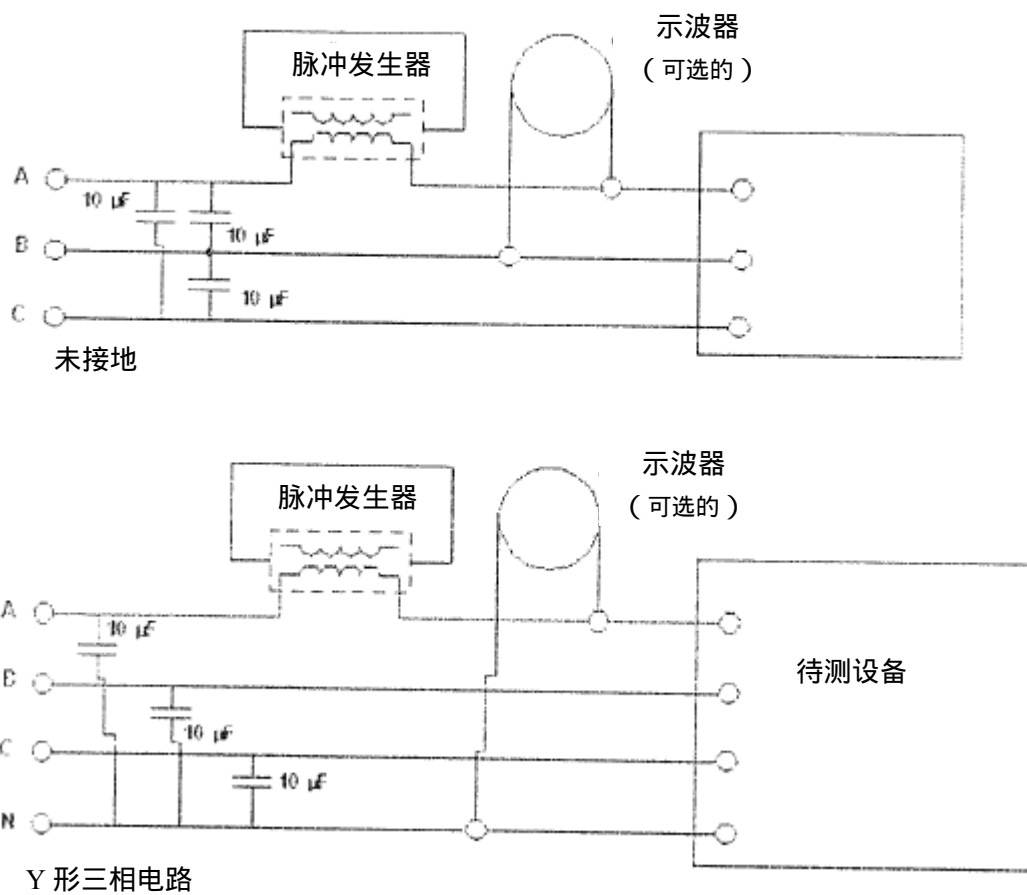 示波器
脉冲发生器
（可选的）
A
10 μF
10 μF
B
10 μF
C
未接地
示波器
脉冲发生器
（可选的）
A
10 μF
B
待测设备
10 μF
C
10 μF
N
Y 形三相电路